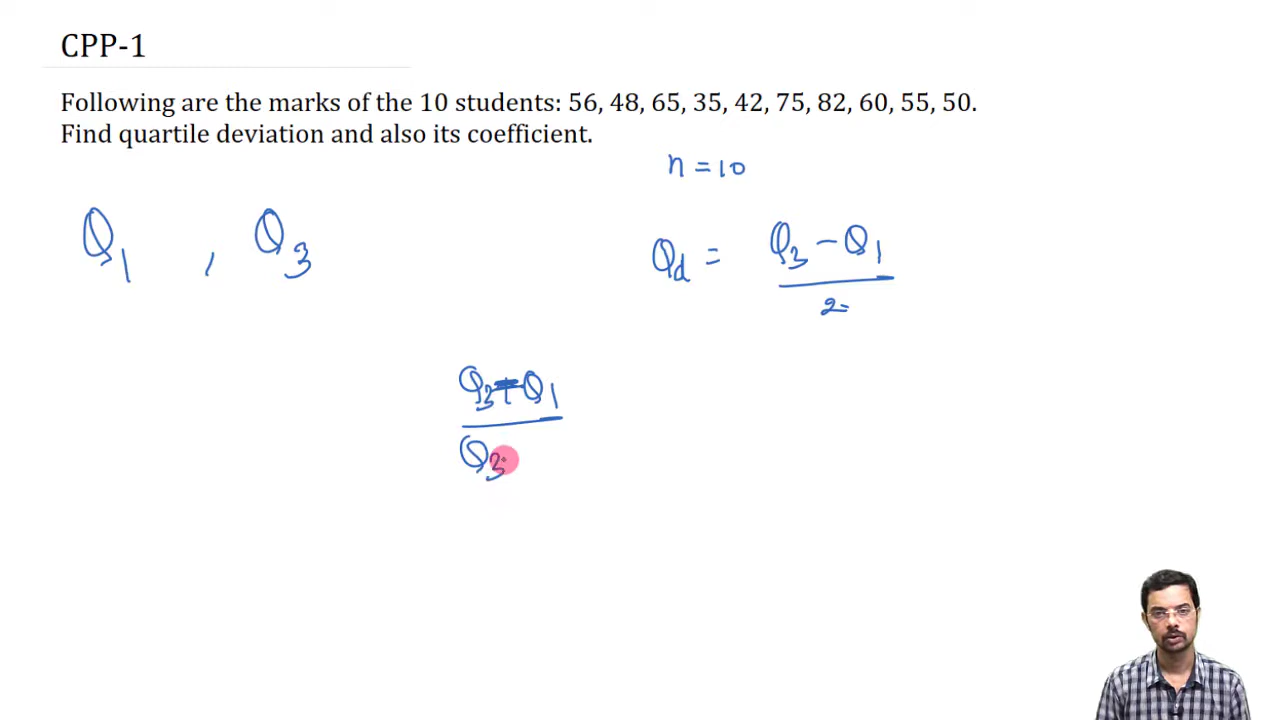 CPP-1
Following are the marks of the 10 students: 56, 48, 65, 35, 42, 75, 82, 60, 55, 50.
Find quartile deviation and also its coefficient.
n = 10
Q1 , Q3
Qd = Q3 - Q1
2
Q3 - Q1
Q3